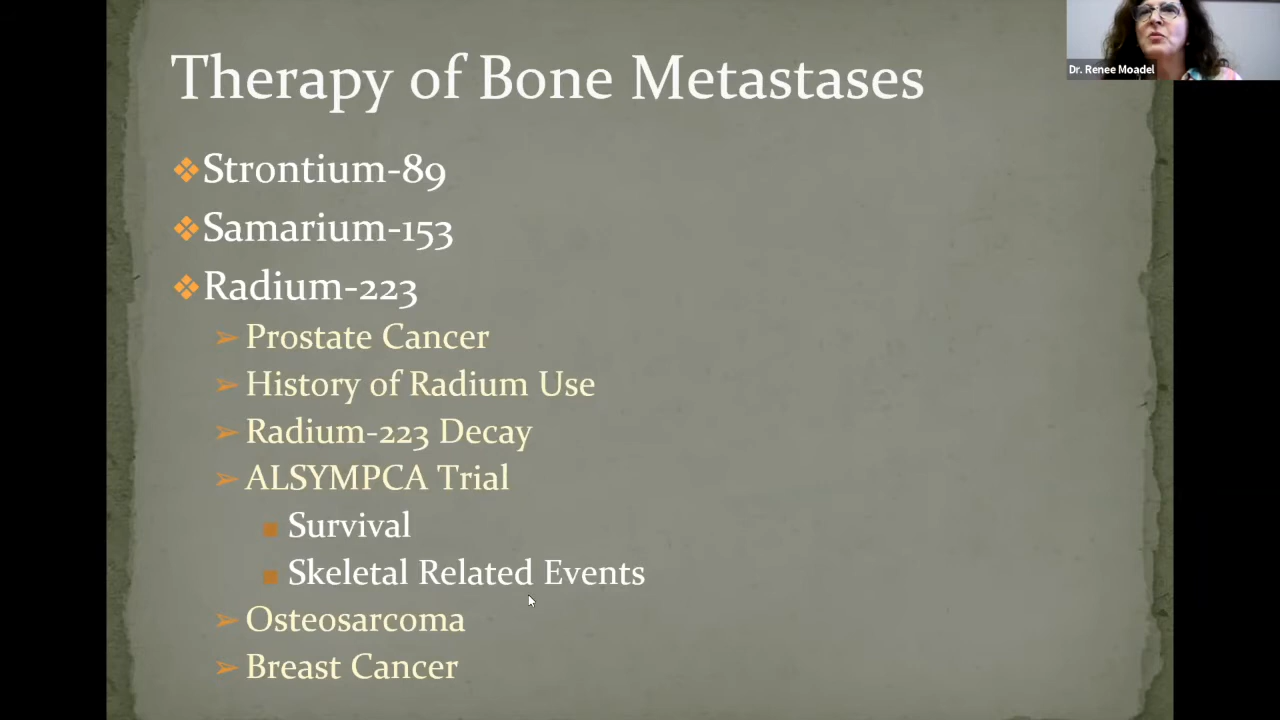 Therapy of Bone Metastases
Dr. Renee Moadel
Strontium-89
Samarium-153
Radium-223
Prostate Cancer
History of Radium Use
Radium-223 Decay
ALSYMPCA Trial
Survival
Skeletal Related Events
Osteosarcoma
Breast Cancer